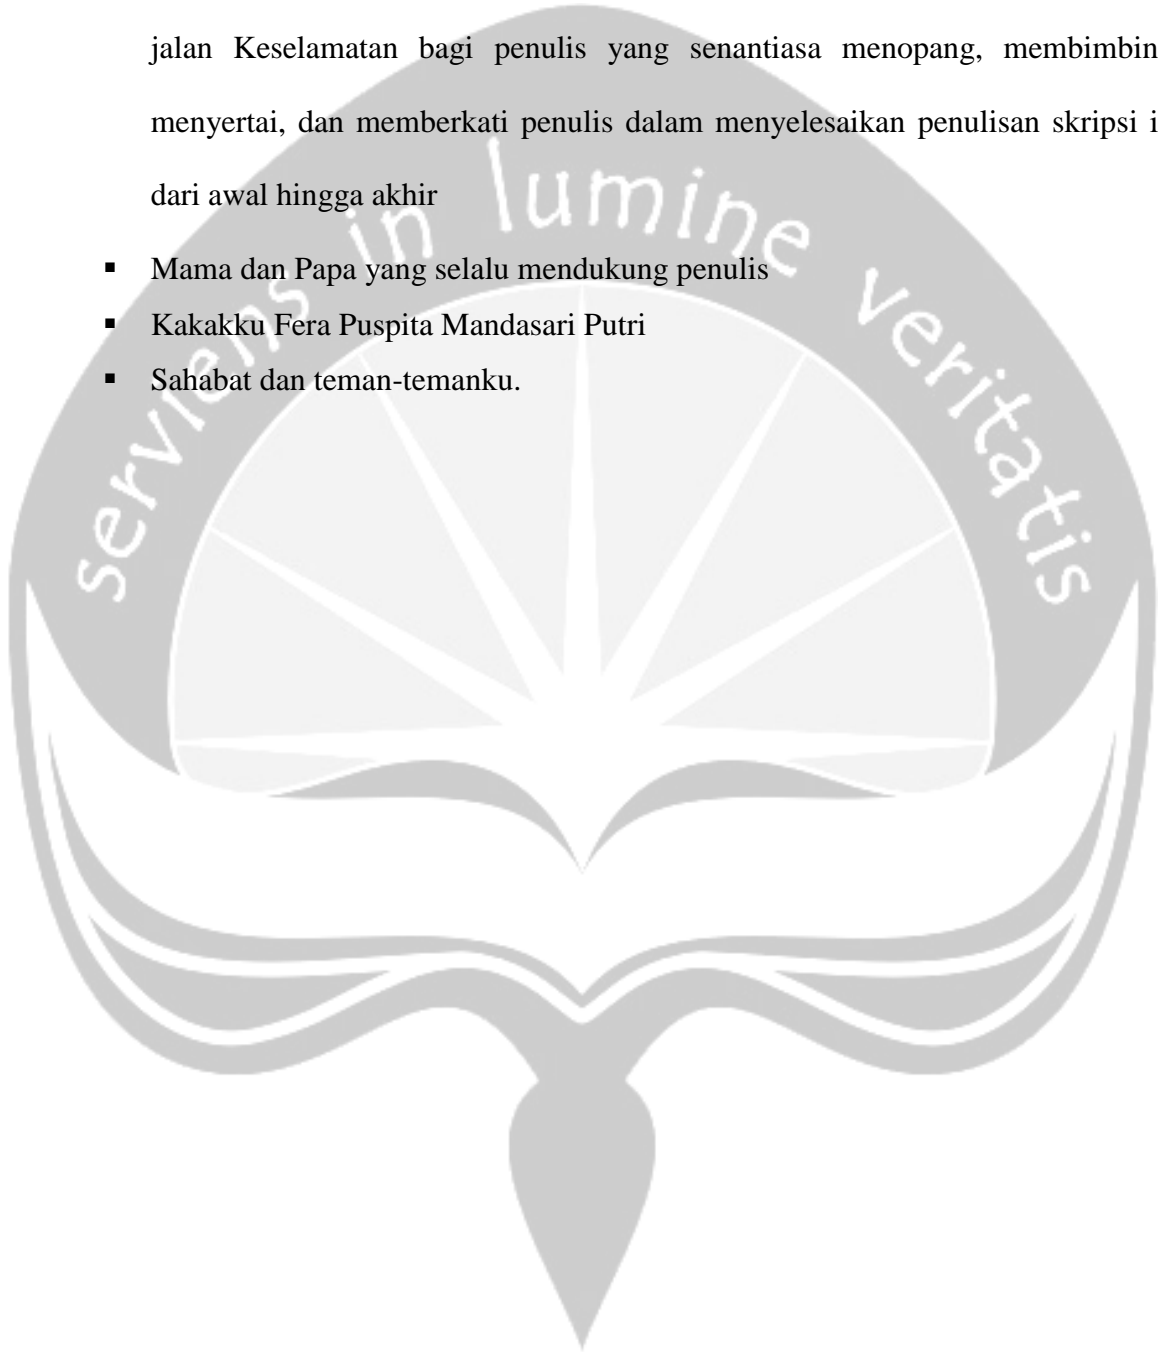 jalan Keselamatan bagi penulis yang senantiasa menopang, membimbin
menyertai, dan memberkati penulis dalam menyelesaikan penulisan skripsi i
dari awal hingga akhir
▪ Mama dan Papa yang selalu mendukung penulis
▪ Kakakku Fera Puspita Mandasari Putri
▪ Sahabat dan teman-temanku.
serviens in lumine veritatis